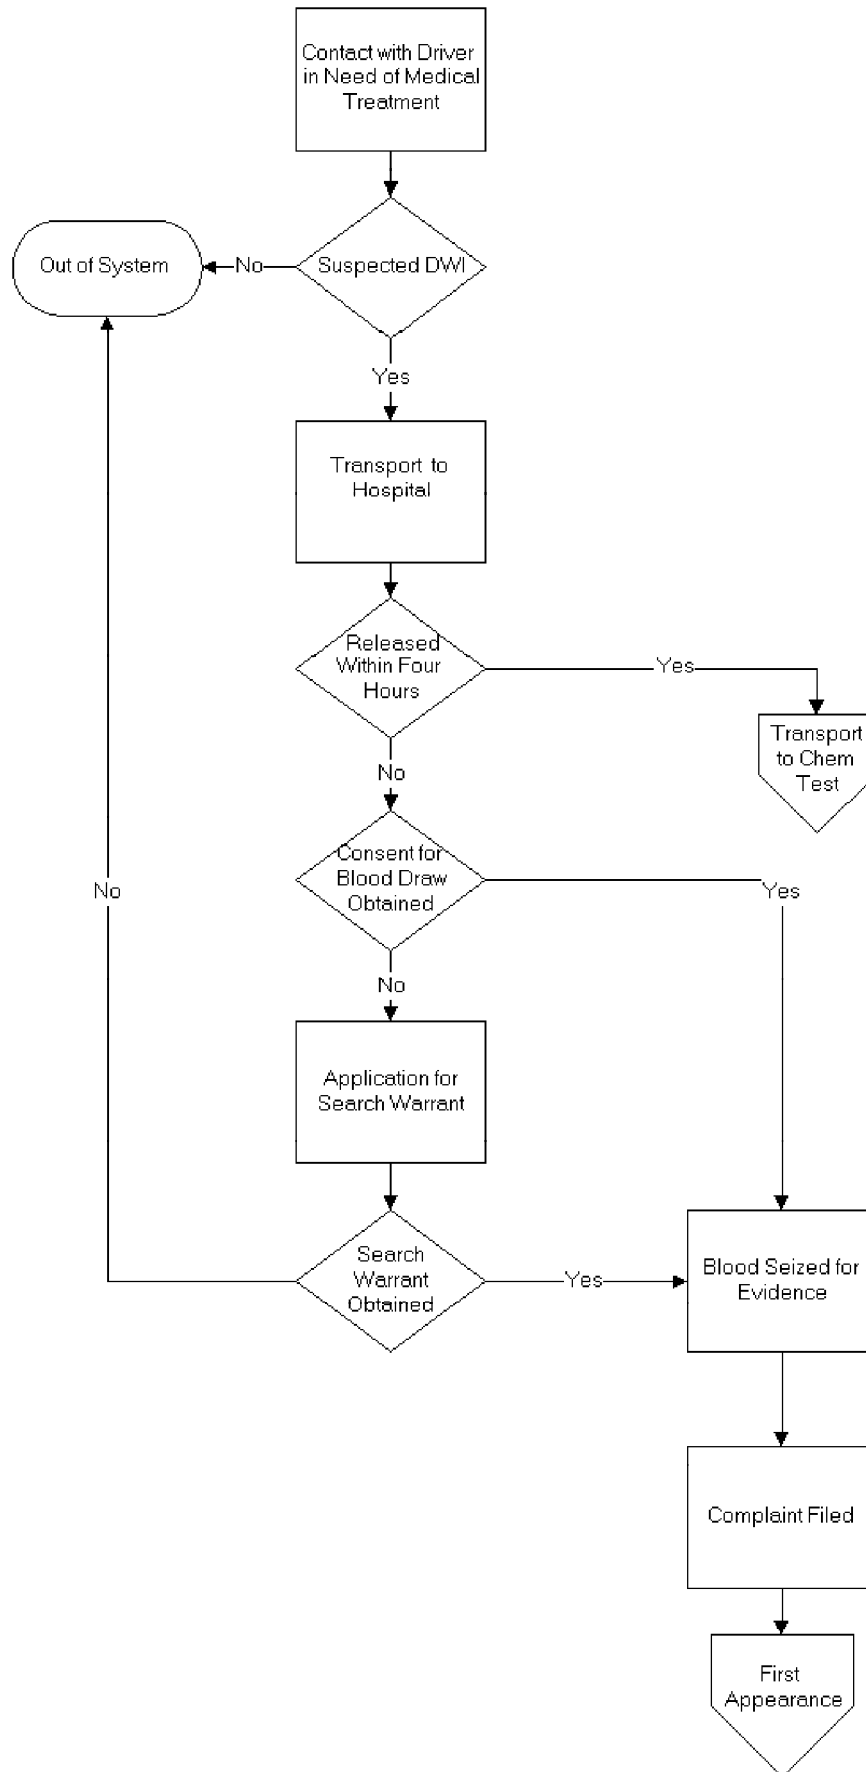 Contact with Driver
in Need of Medical
Treatment
Out of System
No
Suspected DWI
Yes
Transport to
Hospital
Released
Within Four
Hours
Yes
Transport
to Chem
Test
No
Consent for
Blood Draw
Obtained
Yes
No
No
Application for
Search Warrant
Search
Warrant
Obtained
Yes
Blood Seized for
Evidence
Complaint Filed
First
Appearance